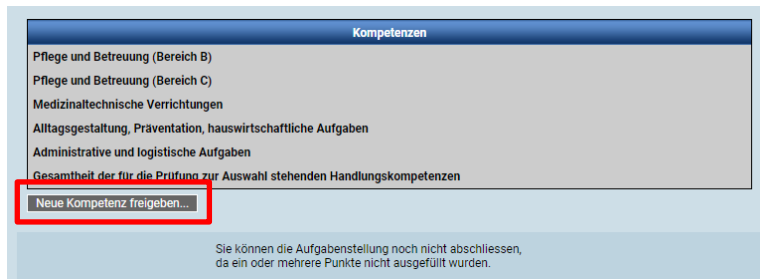 Kompetenzen
Pflege und Betreuung (Bereich B)
Pflege und Betreuung (Bereich C)
Medizinaltechnische Verrichtungen
Alltagsgestaltung, Präventation, hauswirtschaftliche Aufgaben
Administrative und logistische Aufgaben
Gesamtheit der für die Prüfung zur Auswahl stehenden Handlungskompetenzen
Neue Kompetenz freigeben...
Sie können die Aufgabenstellung noch nicht abschliessen,
da ein oder mehrere Punkte nicht ausgefüllt wurden.